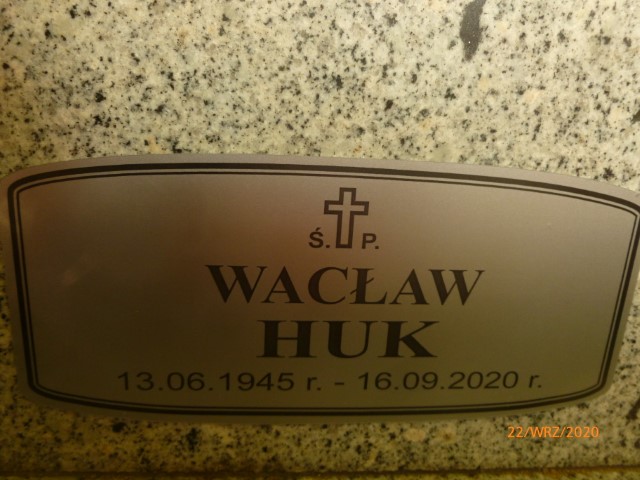 Ś. P.
WACŁAW
HUK
13.06.1945 r. - 16.09.2020 r.
22/WRZ/2020